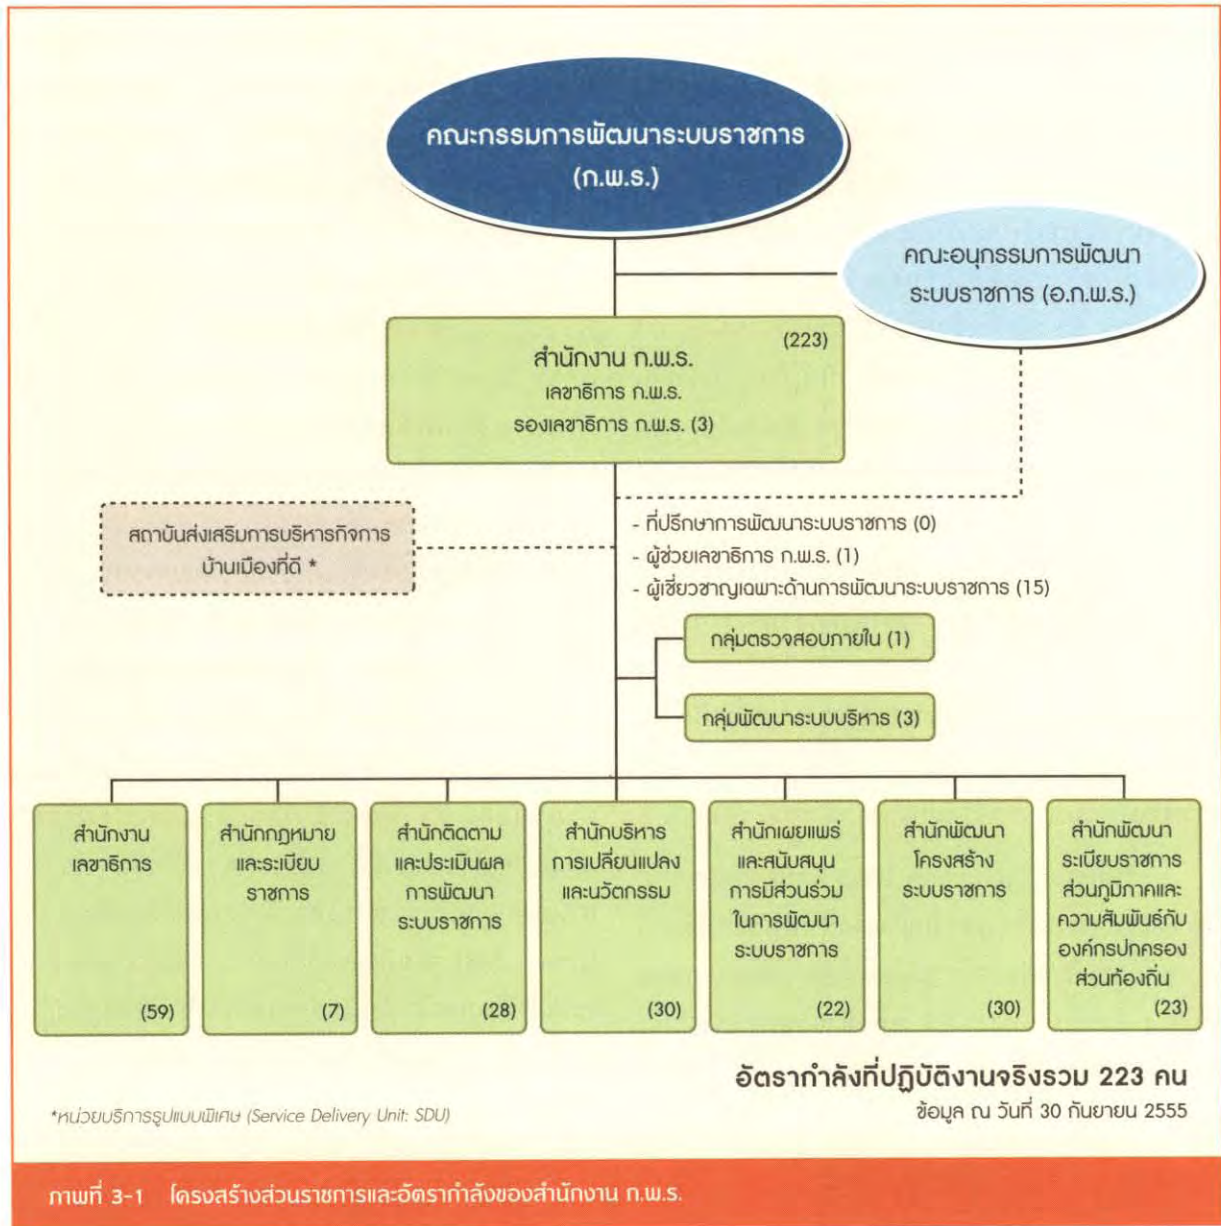 คณะกรรมการพัฒนาระบบราชการ
(ก.พ.ร.)
คณะอนุกรรมการพัฒนา
ระบบราชการ (อ.ก.พ.ร.)
(223)
สำนักงาน ก.พ.ร.
เลขาธิการ ก.พ.ร.
รองเลขาธิการ ก.พ.ร. (3)
สถาบันส่งเสริมการบริหารกิจการ
บ้านเมืองที่ดี *
- ที่ปรึกษาการพัฒนาระบบราชการ (0)
- ผู้ช่วยเลขาธิการ ก.พ.ร. (1)
- ผู้เชี่ยวชาญเฉพาะด้านการพัฒนาระบบราชการ (15)
กลุ่มตรวจสอบภายใน (1)
กลุ่มพัฒนาระบบบริหาร (3)
สำนักงาน
เลขาธิการ
(59)
สำนักกฎหมาย
และระเบียบ
ราชการ
(7)
สำนักติดตาม
และประเมินผล
การพัฒนา
ระบบราชการ
(28)
สำนักบริหาร
การเปลี่ยนแปลง
และนวัตกรรม
(30)
สำนักเผยแพร่
และสนับสนุน
การมีส่วนร่วม
ในการพัฒนา
ระบบราชการ
(22)
สำนักพัฒนา
โครงสร้าง
ระบบราชการ
(30)
สำนักพัฒนา
ระเบียบราชการ
ส่วนภูมิภาคและ
ความสัมพันธ์กับ
องค์กรปกครอง
ส่วนท้องถิ่น
(23)
อัตรากำลังที่ปฏิบัติงานจริงรวม 223 คน
ข้อมูล ณ วันที่ 30 กันยายน 2555
*หน่วยบริการรูปแบบพิเศษ (Service Delivery Unit: SDU)
ภาพที่ 3-1 โครงสร้างส่วนราชการและอัตรากำลังของสำนักงาน ก.พ.ร.